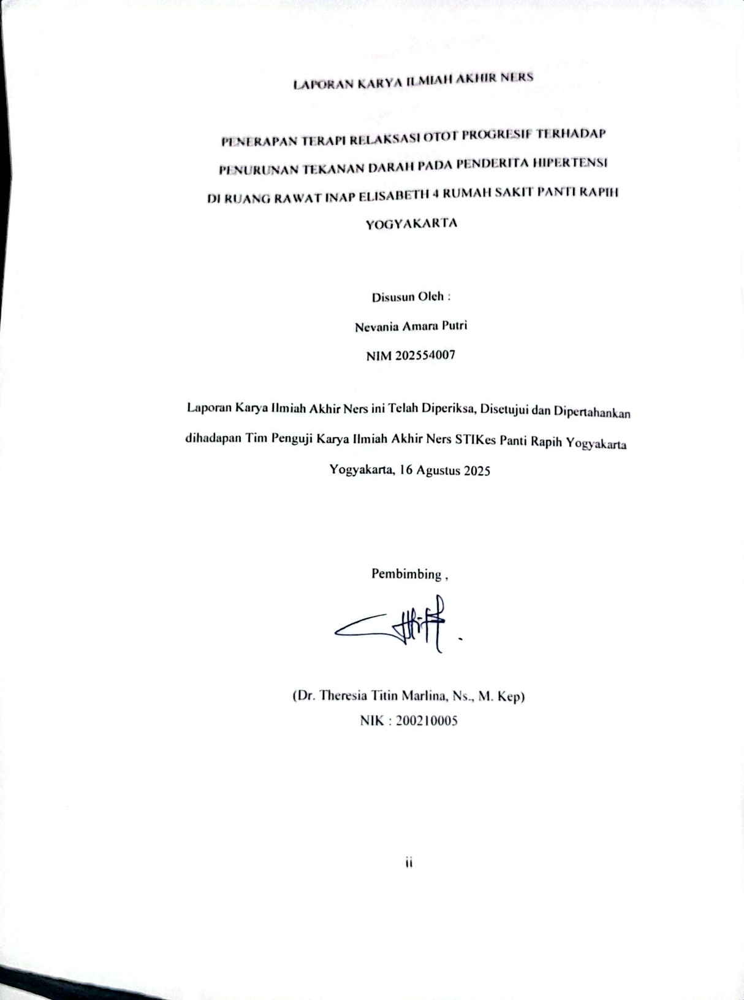 LAPORAN KARYA ILMIAH AKHIR NERS
PENERAPAN TERAPI RELAKSASI OTOT PROGRESIF TERHADAP
PENURUNAN TEKANAN DARAH PADA PENDERITA HIPERTENSI
DI RUANG RAWAT INAP ELISABETH 4 RUMAH SAKIT PANTI RAPIH
YOGYAKARTA
Disusun Oleh :
Nevania Amara Putri
NIM 202554007
Laporan Karya Ilmiah Akhir Ners ini Telah Diperiksa, Disetujui dan Dipertahankan
dihadapan Tim Penguji Karya Ilmiah Akhir Ners STIKes Panti Rapih Yogyakarta
Yogyakarta, 16 Agustus 2025
Pembimbing ,
(Dr. Theresia Titin Marlina, Ns., M. Kep)
NIK : 200210005
ii